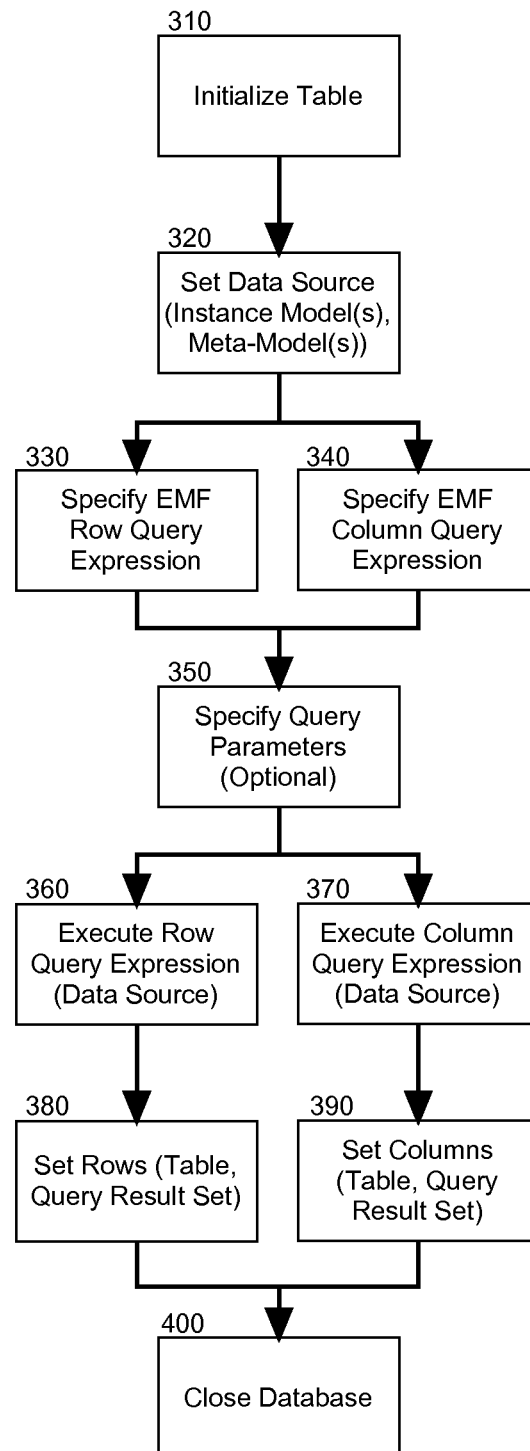 310
Initialize Table
320
Set Data Source
(Instance Model(s),
Meta-Model(s))
330
Specify EMF
Row Query
Expression
340
Specify EMF
Column Query
Expression
350
Specify Query
Parameters
(Optional)
360
Execute Row
Query Expression
(Data Source)
370
Execute Column
Query Expression
(Data Source)
380
Set Rows (Table,
Query Result Set)
390
Set Columns
(Table, Query
Result Set)
400
Close Database